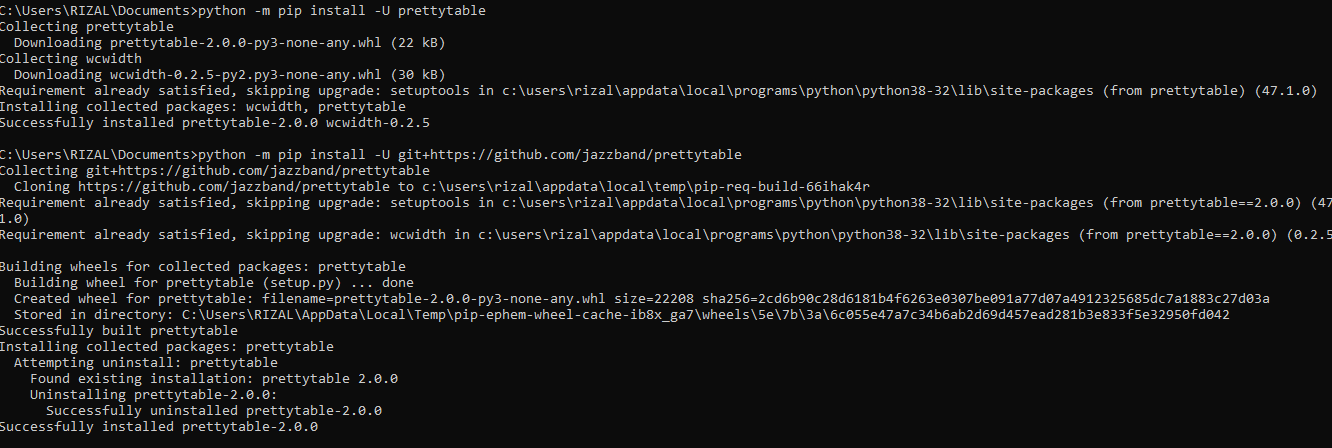 C:\Users\RIZAL\Documents>python -m pip install -U prettytable
Collecting prettytable
  Downloading prettytable-2.0.0-py3-none-any.whl (22 kB)
Collecting wcwidth
  Downloading wcwidth-0.2.5-py2.py3-none-any.whl (30 kB)
Requirement already satisfied, skipping upgrade: setuptools in c:\users\rizal\appdata\local\programs\python\python38-32\lib\site-packages (from prettytable) (47.1.0)
Installing collected packages: wcwidth, prettytable
Successfully installed prettytable-2.0.0 wcwidth-0.2.5
C:\Users\RIZAL\Documents>python -m pip install -U git+https://github.com/jazzband/prettytable
Collecting git+https://github.com/jazzband/prettytable
  Cloning https://github.com/jazzband/prettytable to c:\users\rizal\appdata\local\temp\pip-req-build-66ihak4r
Requirement already satisfied, skipping upgrade: setuptools in c:\users\rizal\appdata\local\programs\python\python38-32\lib\site-packages (from prettytable==2.0.0) (47
1.0)
Requirement already satisfied, skipping upgrade: wcwidth in c:\users\rizal\appdata\local\programs\python\python38-32\lib\site-packages (from prettytable==2.0.0) (0.2.5
Building wheels for collected packages: prettytable
  Building wheel for prettytable (setup.py) ... done
  Created wheel for prettytable: filename=prettytable-2.0.0-py3-none-any.whl size=22208 sha256=2cd6b90c28d6181b4f6263e0307be091a77d07a4912325685dc7a1883c27d03a
  Stored in directory: C:\Users\RIZAL\AppData\Local\Temp\pip-ephem-wheel-cache-ib8x_ga7\wheels\5e\7b\3a\6c055e47a7c34b6ab2d69d457ead281b3e833f5e32950fd042
Successfully built prettytable
Installing collected packages: prettytable
  Attempting uninstall: prettytable
    Found existing installation: prettytable 2.0.0
    Uninstalling prettytable-2.0.0:
      Successfully uninstalled prettytable-2.0.0
Successfully installed prettytable-2.0.0